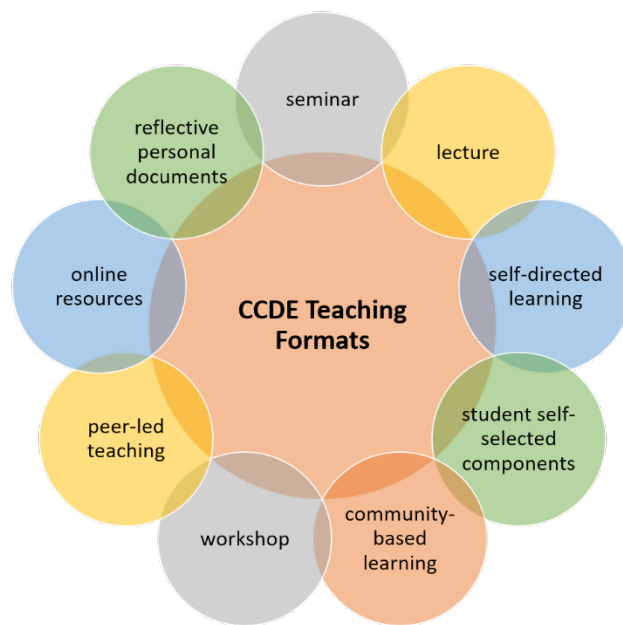 seminar
lecture
self-directed
learning
student self-
selected
components
community-
based
learning
workshop
peer-led
teaching
online
resources
reflective
personal
documents
CCDE Teaching
Formats